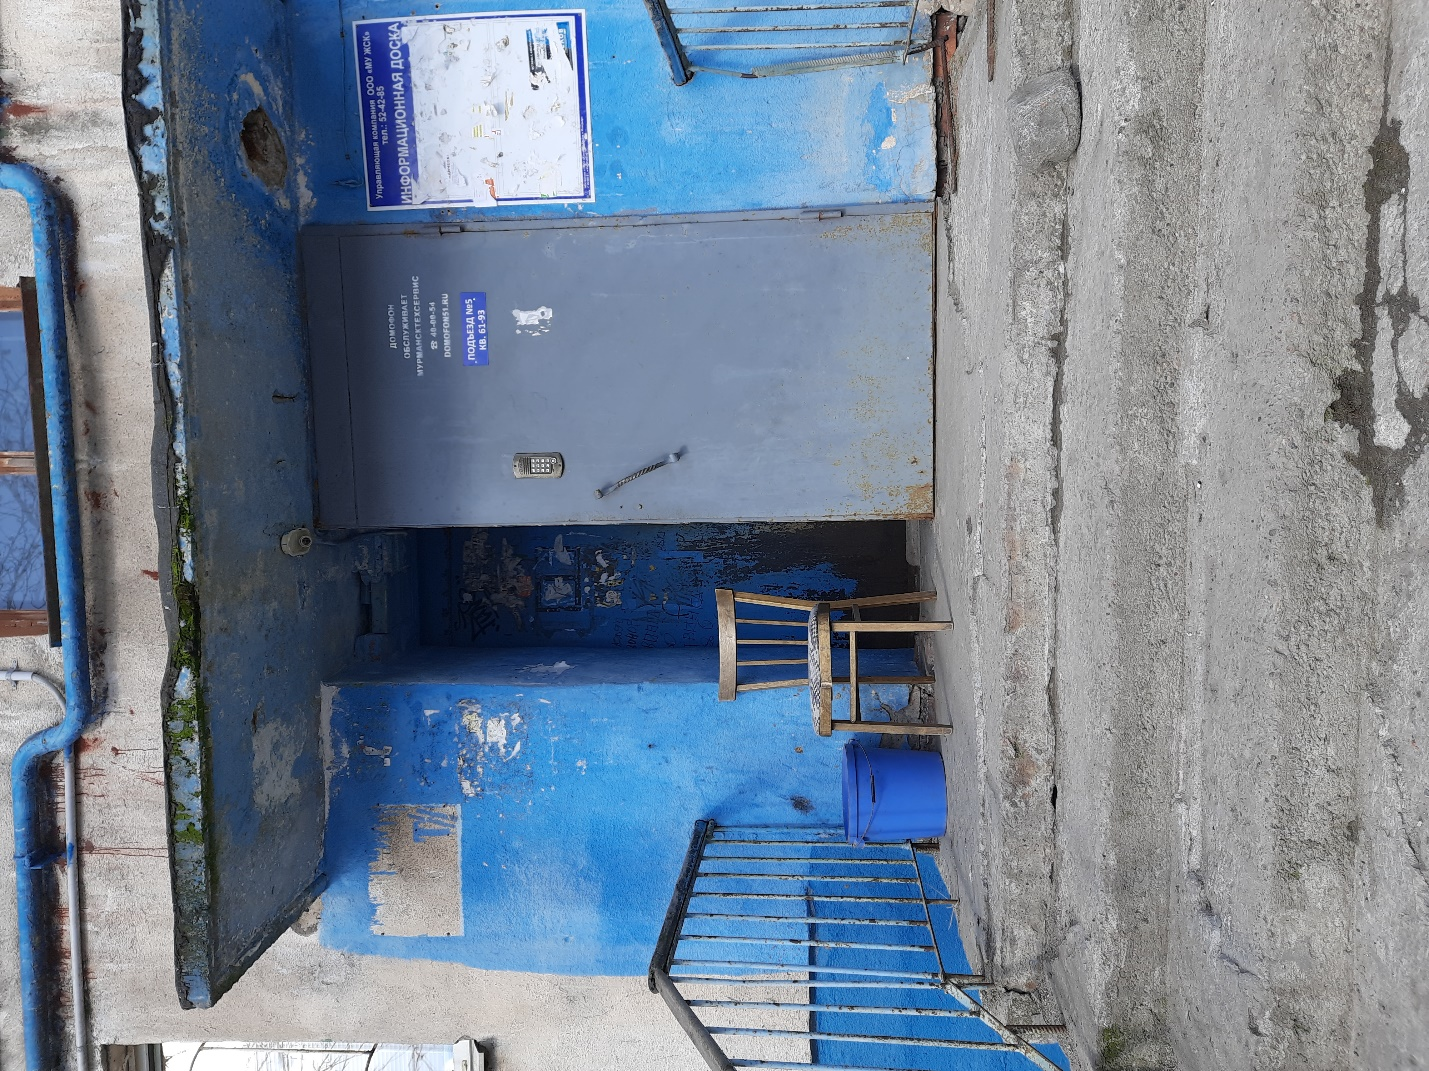 Управляющая компания ООО «МУ ЖСК»
тел.: 52-42-85
ИНФОРМАЦИОННАЯ ДОСКА
ДОМОФОН
ОБСЛУЖИВАЕТ
МУРМАНСКТЕХСЕРВИС
☎ 40-00-54
DOMOFON51.RU
ПОДЪЕЗД №5
КВ. 61-93